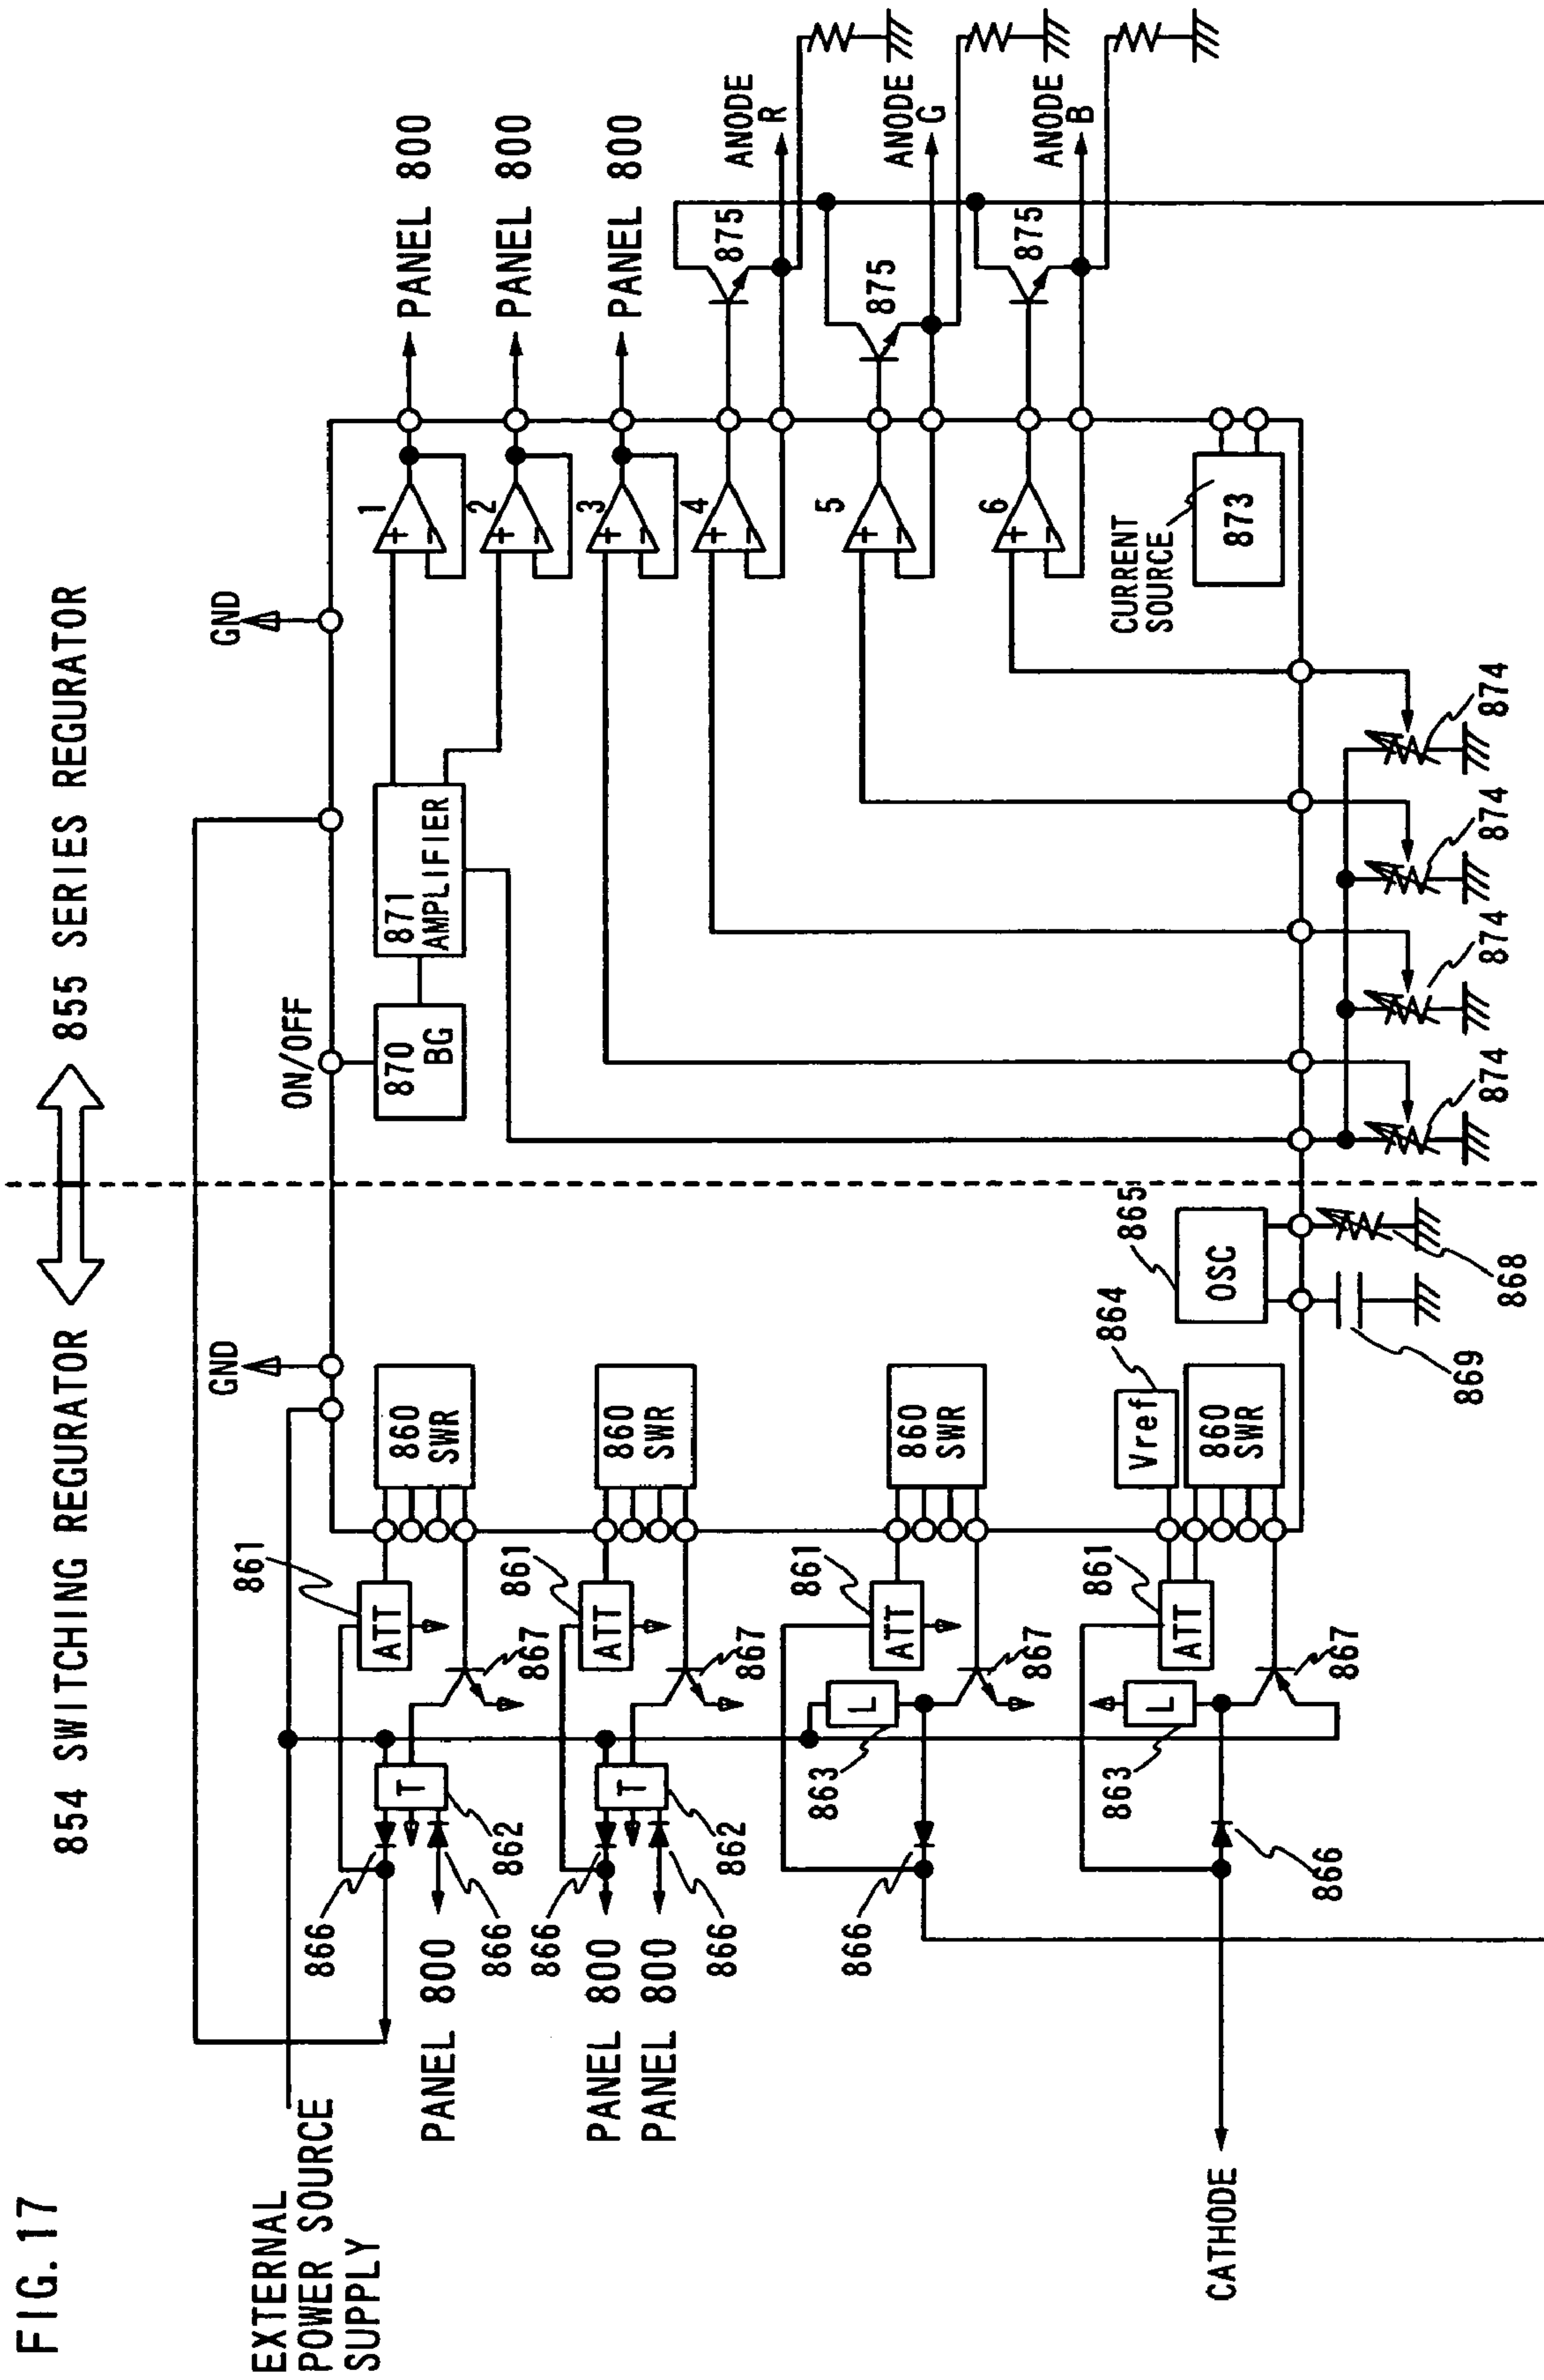 FIG. 17
854 SWITCHING REGURATOR
855 SERIES REGURATOR
EXTERNAL
POWER SOURCE
SUPPLY
GND
ON/OFF
GND
861
866
ATT
860
SWR
T
862
867
PANEL 800
866
870
BG
871
AMPLIFIER
1
PANEL 800
2
PANEL 800
3
PANEL 800
861
866
ATT
860
SWR
T
862
867
PANEL 800
PANEL 800
866
4
875
ANODE
R
5
875
ANODE
G
6
875
ANODE
B
861
866
863
L
ATT
867
860
SWR
861
863
L
ATT
867
864
Vref
860
SWR
866
CATHODE
865
OSC
869
868
CURRENT
SOURCE
873
874
874
874
874